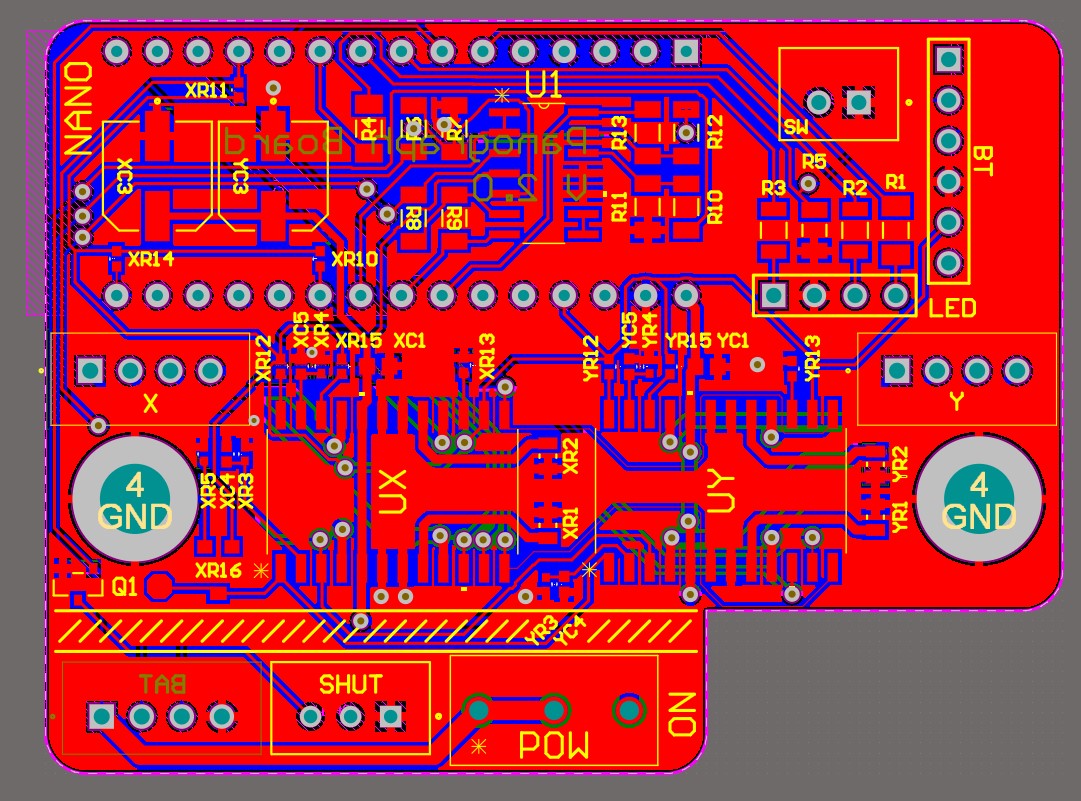 NANO
XR11
U1
R4
R6
R7
R13
R12
SW
BT
Panograph Board
V 2.0
YC3
YC3
R5
R3
R2
R1
R8
R9
R11
R10
XR14
XR10
LED
XR12
XC5
XR4
XR15
XC1
XR13
YR12
YC5
YR4
YR15
YC1
YR13
X
Y
4
GND
XR5
XC4
XR3
UX
XR2
XR1
UY
YR2
YR1
4
GND
XR16
Q1
YR3
YC4
BAT
SHUT
POW
ON